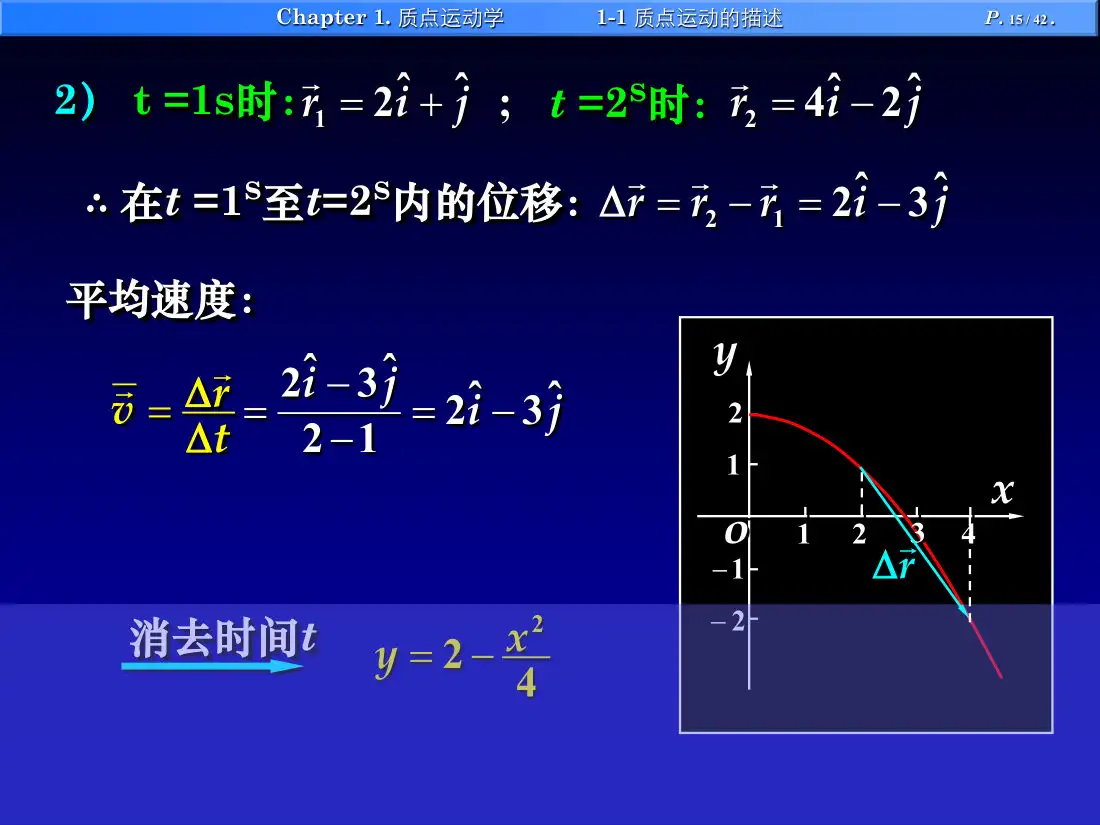 Chapter 1. 质点运动学 1-1 质点运动的描述 P. 15 / 42 .
2) t =1s时: r⃗₁ = 2î + ĵ ; t =2ˢ时: r⃗₂ = 4î − 2ĵ
∴ 在t =1ˢ至t=2ˢ内的位移: Δr⃗ = r⃗₂ − r⃗₁ = 2î − 3ĵ
平均速度:
v⃗̄ = Δr⃗/Δt = (2î − 3ĵ)/(2 − 1) = 2î − 3ĵ
y
2
1
x
O 1 2 3 4
−1 Δr⃗
−2
消去时间t y = 2 − x²/4